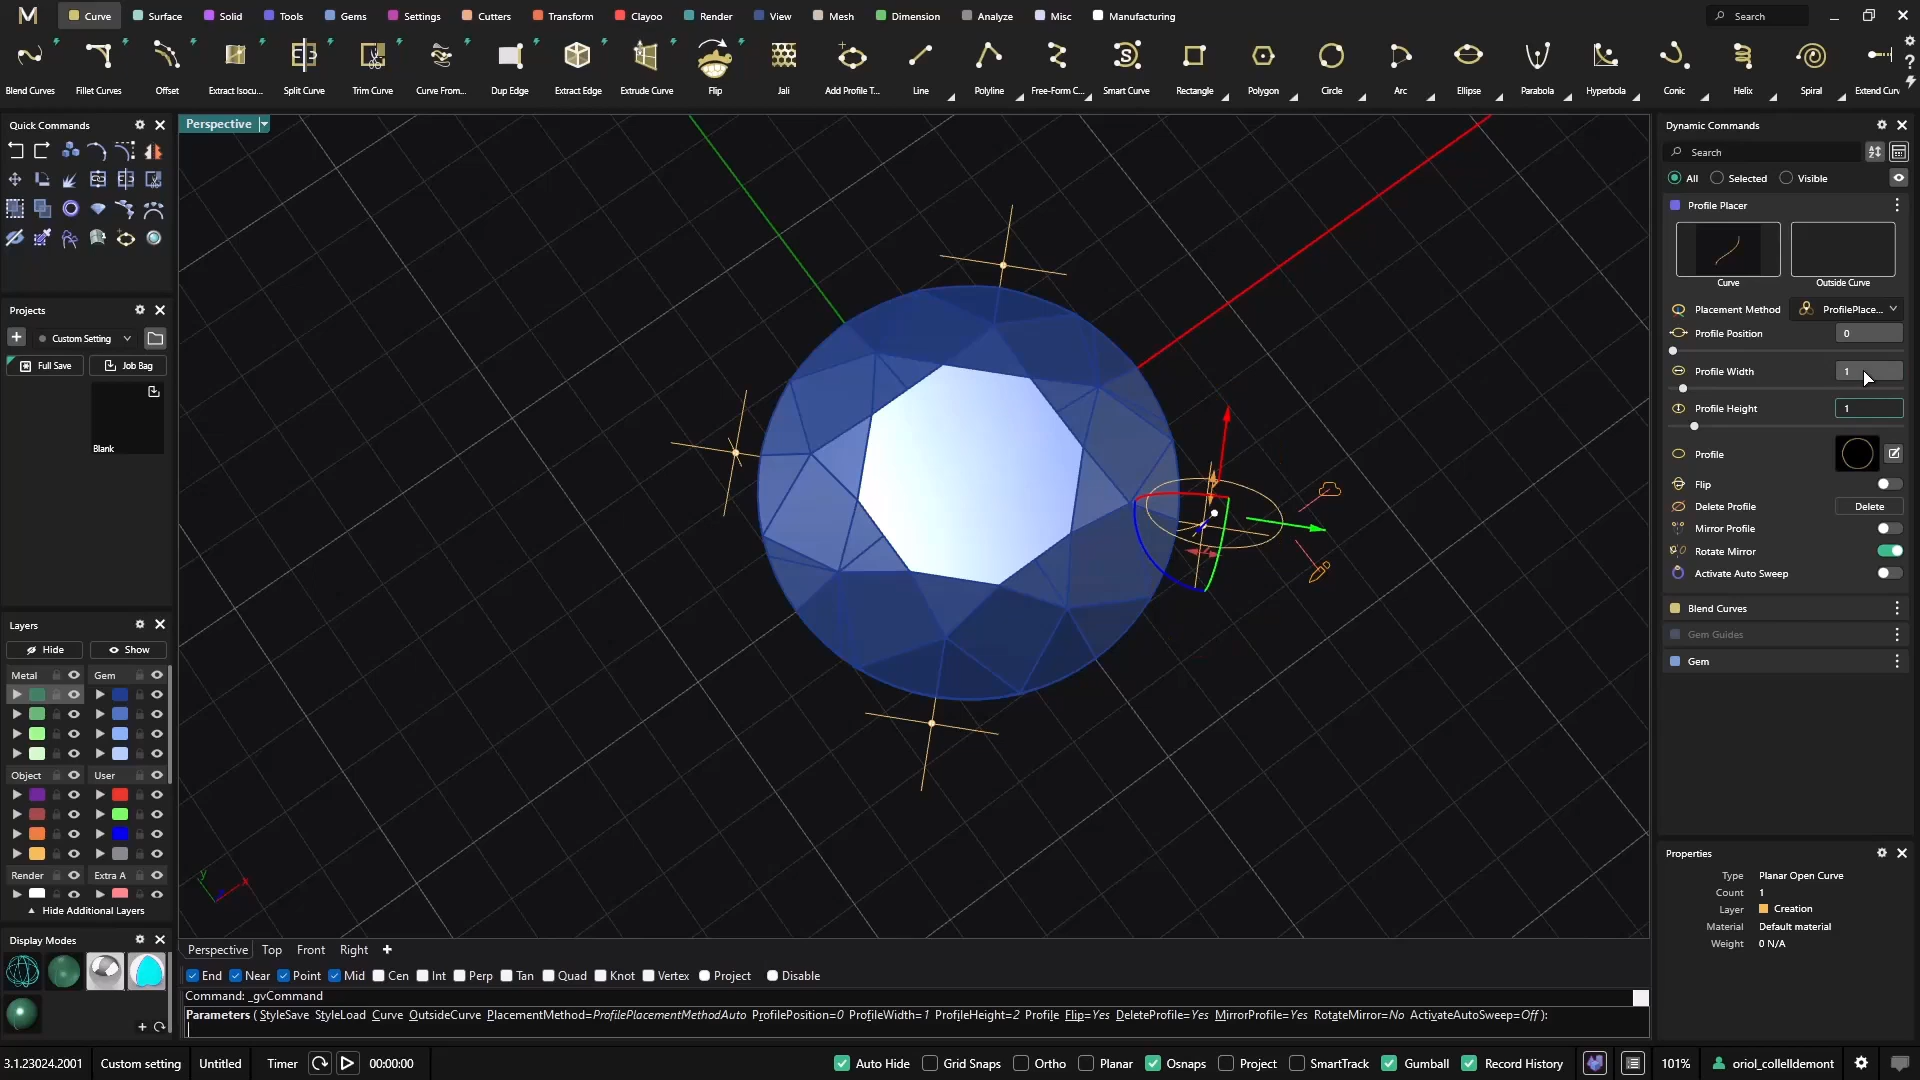 Curve Surface Solid Tools Gems Settings Cutters Transform Clayoo Render View Mesh Dimension Analyze Misc Manufacturing Search
Blend Curves Fillet Curves Offset Extract Isocu... Split Curve Trim Curve Curve From... Dup Edge Extract Edge Extrude Curve Flip Jali Add Profile T... Line Polyline Free-Form C... Smart Curve Rectangle Polygon Circle Arc Ellipse Parabola Hyperbola Conic Helix Spiral Extend Curv
Quick Commands
Projects
Custom Setting
Full Save Job Bag
Blank
Layers
Hide Show
Metal Gem
Object User
Render Extra A
Hide Additional Layers
Display Modes
Perspective
Perspective Top Front Right
End Near Point Mid Cen Int Perp Tan Quad Knot Vertex Project Disable
Command: _gvCommand
Parameters ( StyleSave StyleLoad Curve OutsideCurve PlacementMethod=ProfilePlacementMethodAuto ProfilePosition=0 ProfileWidth=1 ProfileHeight=2 Profile Flip=Yes DeleteProfile=Yes MirrorProfile=Yes RotateMirror=No ActivateAutoSweep=Off ):
Dynamic Commands
Search
All Selected Visible
Profile Placer
Curve Outside Curve
Placement Method ProfilePlace...
Profile Position 0
Profile Width 1
Profile Height 1
Profile
Flip
Delete Profile Delete
Mirror Profile
Rotate Mirror
Activate Auto Sweep
Blend Curves
Gem Guides
Gem
Properties
Type Planar Open Curve
Count 1
Layer Creation
Material Default material
Weight 0 N/A
3.1.23024.2001 Custom setting Untitled Timer 00:00:00 Auto Hide Grid Snaps Ortho Planar Osnaps Project SmartTrack Gumball Record History 101% oriol_collelldemont